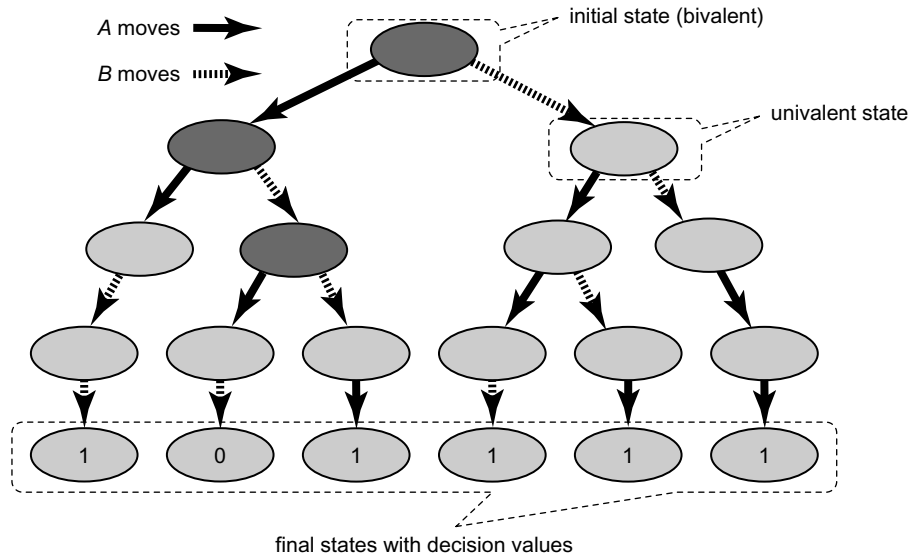 initial state (bivalent)
A moves
B moves
univalent state
1 0 1 1 1 1
final states with decision values